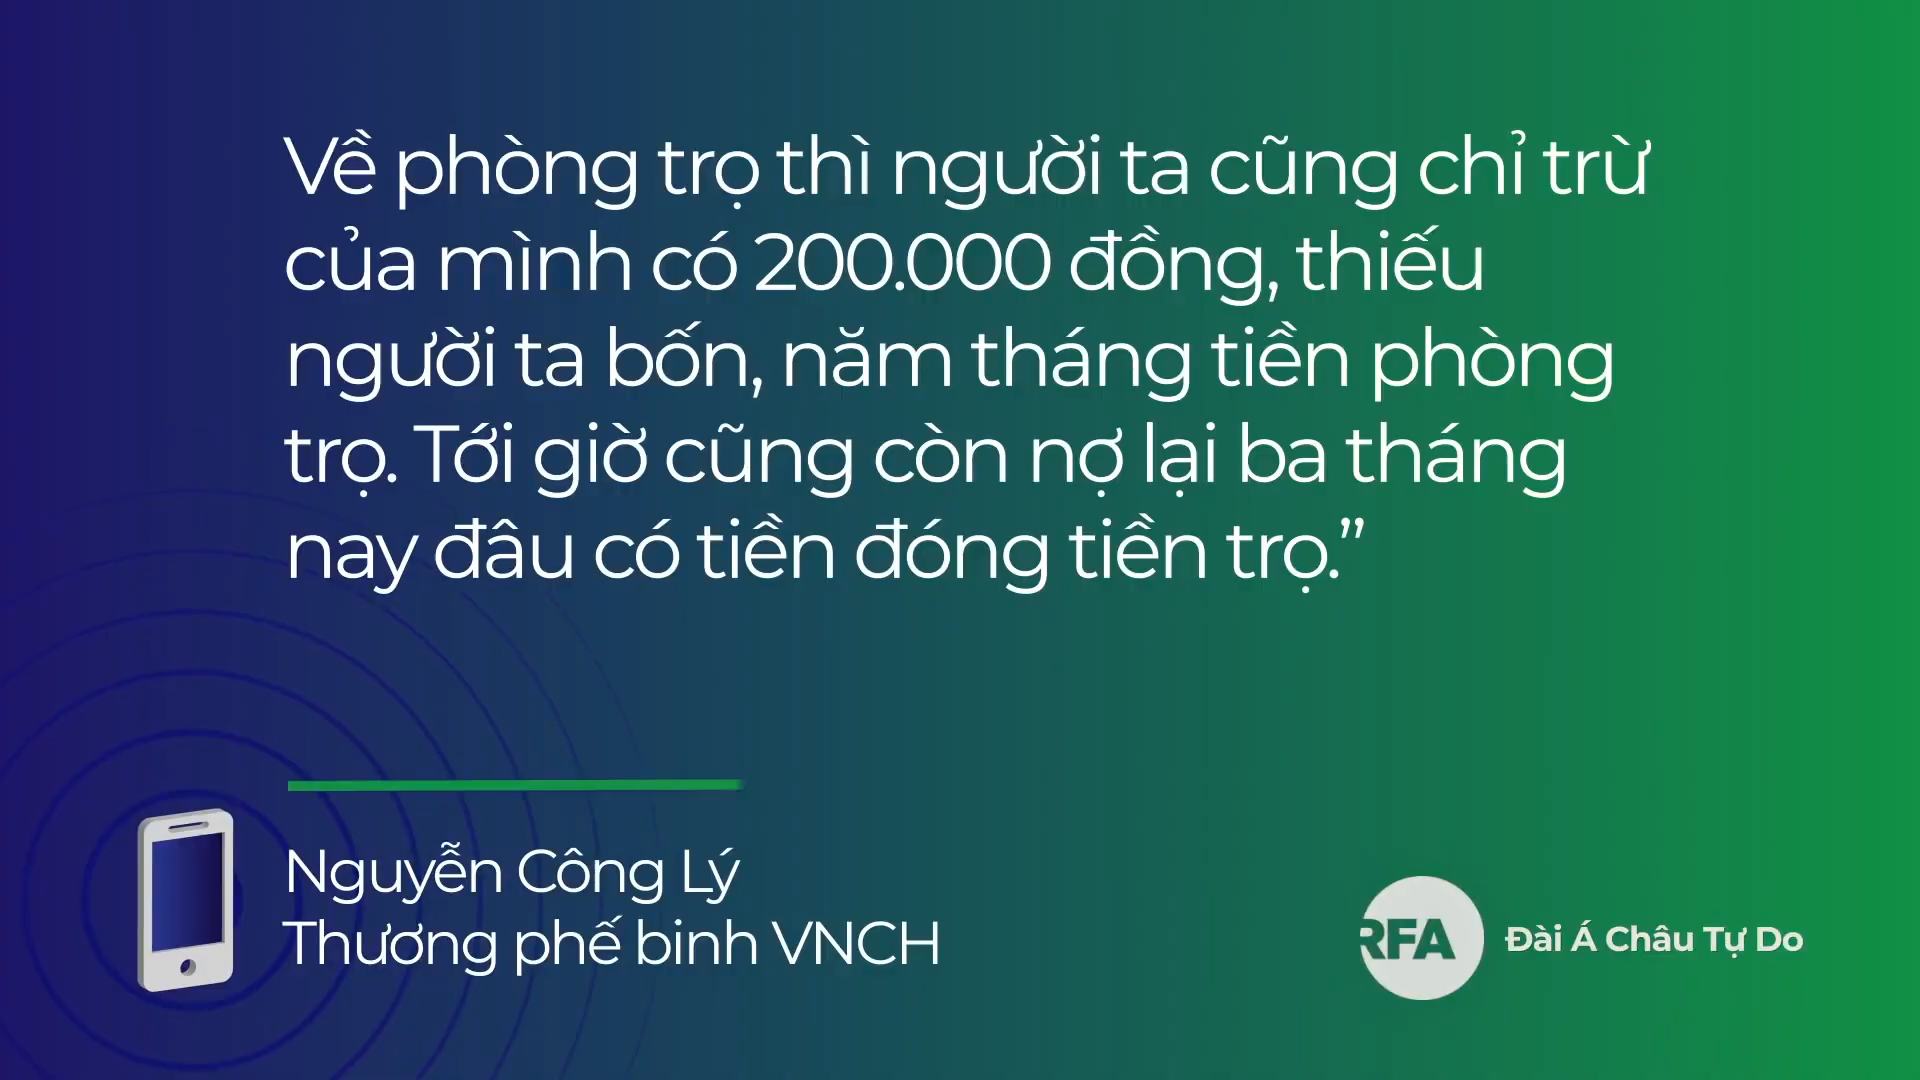 Về phòng trọ thì người ta cũng chỉ trừ
của mình có 200.000 đồng, thiếu
người ta bốn, năm tháng tiền phòng
trọ. Tới giờ cũng còn nợ lại ba tháng
nay đâu có tiền đóng tiền trọ.”
Nguyễn Công Lý
Thương phế binh VNCH
RFA Đài Á Châu Tự Do